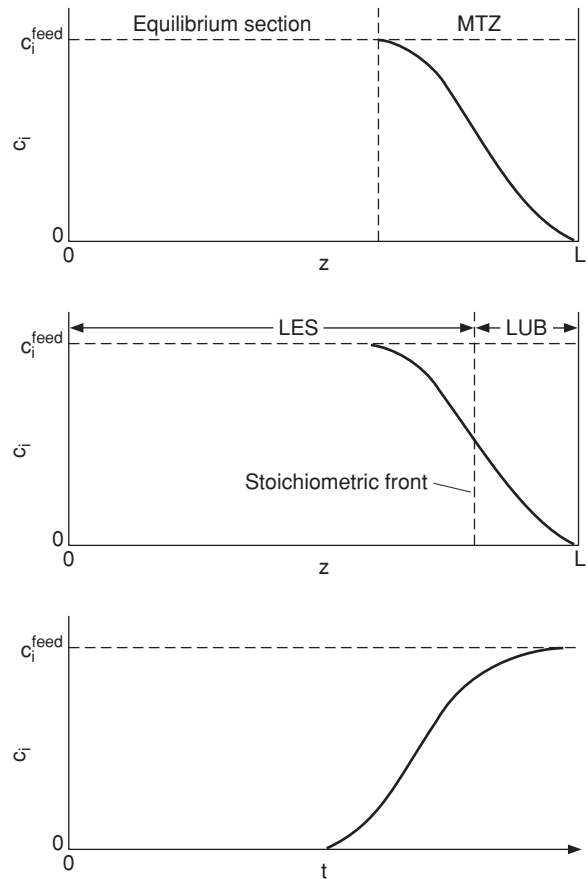 Equilibrium section MTZ
c_i^feed
c_i
0
0 z L
LES LUB
c_i^feed
c_i
Stoichiometric front
0
0 z L
c_i^feed
c_i
0
0 t